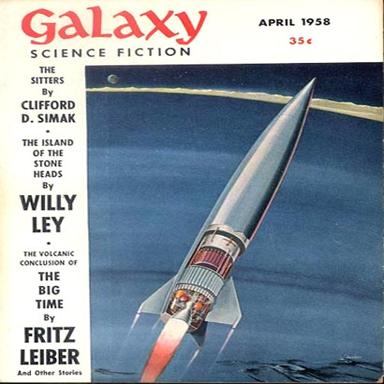 Galaxy
SCIENCE FICTION
APRIL 1958
35¢
THE
SITTERS
By
CLIFFORD
D. SIMAK
•
THE ISLAND
OF THE
STONE
HEADS
By
WILLY
LEY
•
THE VOLCANIC
CONCLUSION OF
THE
BIG
TIME
By
FRITZ
LEIBER
And Other Stories